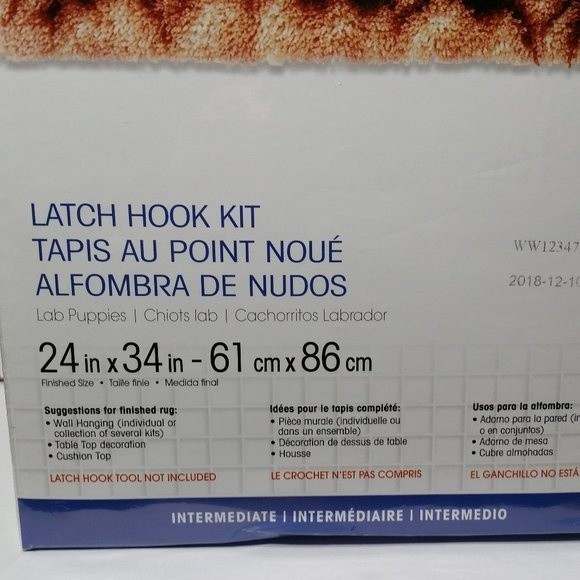 LATCH HOOK KIT
TAPIS AU POINT NOUÉ
ALFOMBRA DE NUDOS
Lab Puppies | Chiots lab | Cachorritos Labrador
24 in x 34 in - 61 cm x 86 cm
Finished Size • Taille finie • Medida final
WW12347
2018-12-10
Suggestions for finished rug:
• Wall Hanging (individual or
collection of several kits)
• Table Top decoration
• Cushion Top
LATCH HOOK TOOL NOT INCLUDED
Idées pour le tapis complété:
• Pièce murale (individuelle ou
dans un ensemble)
• Décoration de dessus de table
• Housse
LE CROCHET N'EST PAS COMPRIS
Usos para la alfombra:
• Adorno para la pared (in
o en conjuntos)
• Adorno de mesa
• Cubre almohadas
EL GANCHILLO NO ESTÁ
INTERMEDIATE | INTERMÉDIAIRE | INTERMEDIO